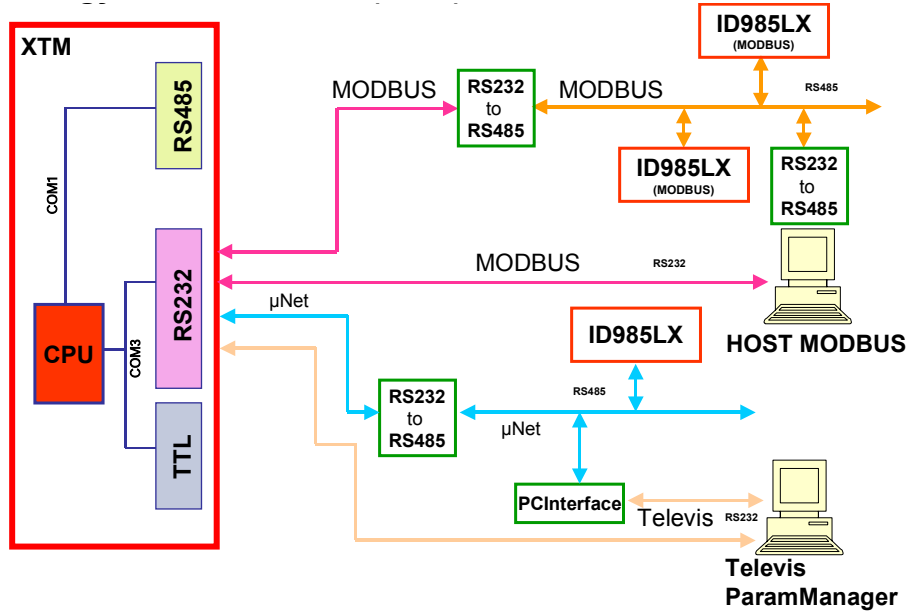 XTM
RS485
COM1
RS232
COM3
CPU
TTL
MODBUS
RS232
to
RS485
MODBUS
RS485
ID985LX
(MODBUS)
ID985LX
(MODBUS)
RS232
to
RS485
MODBUS
RS232
HOST MODBUS
µNet
RS232
to
RS485
RS485
µNet
ID985LX
PCInterface
Televis
RS232
Televis
ParamManager